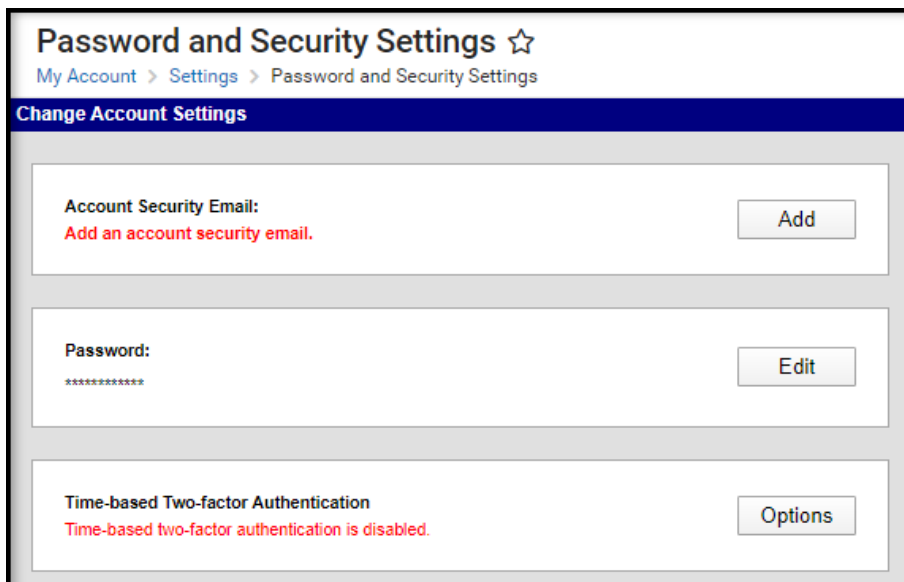 Password and Security Settings ☆
My Account > Settings > Password and Security Settings
Change Account Settings
Account Security Email:
Add an account security email.
Add
Password:
************
Edit
Time-based Two-factor Authentication
Time-based two-factor authentication is disabled.
Options